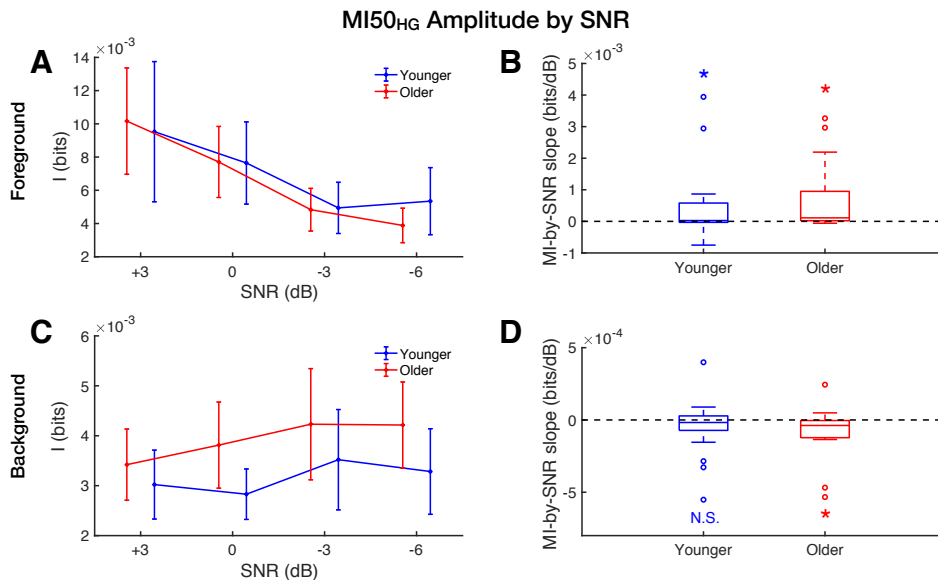 MI50HG Amplitude by SNR
A
×10-3
14
12
10
8
6
4
2
I (bits)
Foreground
Younger
Older
+3
0
-3
-6
SNR (dB)
B
×10-3
5
4
3
2
1
0
-1
MI-by-SNR slope (bits/dB)
*
*
Younger
Older
C
×10-3
6
5
4
3
2
I (bits)
Background
Younger
Older
+3
0
-3
-6
SNR (dB)
D
×10-4
5
0
-5
MI-by-SNR slope (bits/dB)
N.S.
*
Younger
Older